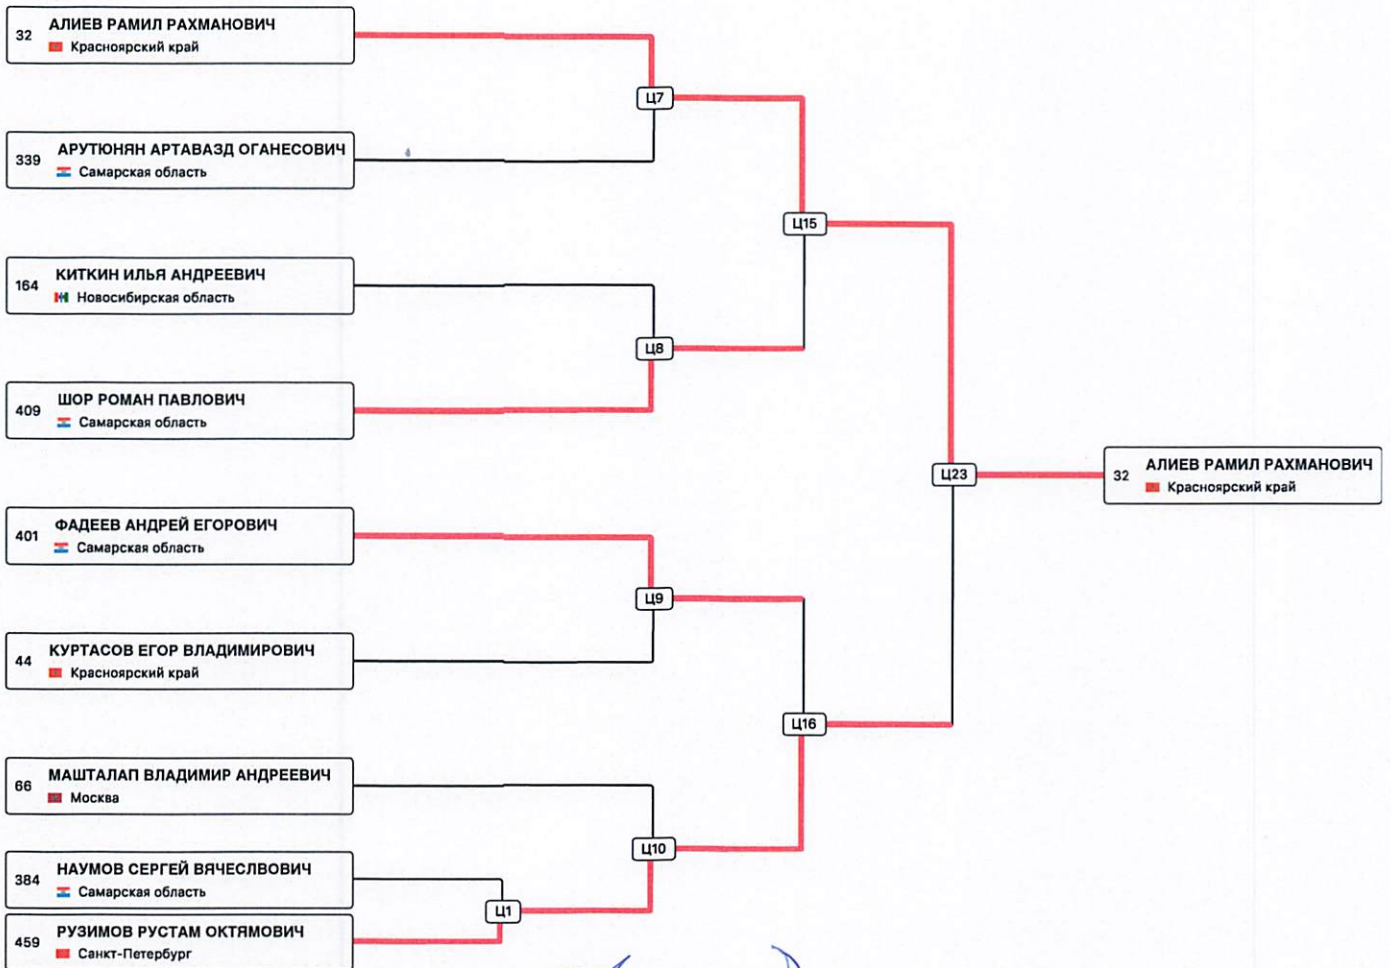 32 АЛИЕВ РАМИЛ РАХМАНОВИЧ
Красноярский край
Ц7
339 АРУТЮНЯН АРТАВАЗД ОГАНЕСОВИЧ
Самарская область
Ц15
164 КИТКИН ИЛЬЯ АНДРЕЕВИЧ
Новосибирская область
Ц8
409 ШОР РОМАН ПАВЛОВИЧ
Самарская область
Ц23
32 АЛИЕВ РАМИЛ РАХМАНОВИЧ
Красноярский край
401 ФАДЕЕВ АНДРЕЙ ЕГОРОВИЧ
Самарская область
Ц9
44 КУРТАСОВ ЕГОР ВЛАДИМИРОВИЧ
Красноярский край
Ц16
66 МАШТАЛАП ВЛАДИМИР АНДРЕЕВИЧ
Москва
Ц10
384 НАУМОВ СЕРГЕЙ ВЯЧЕСЛВОВИЧ
Самарская область
Ц1
459 РУЗИМОВ РУСТАМ ОКТЯМОВИЧ
Санкт-Петербург